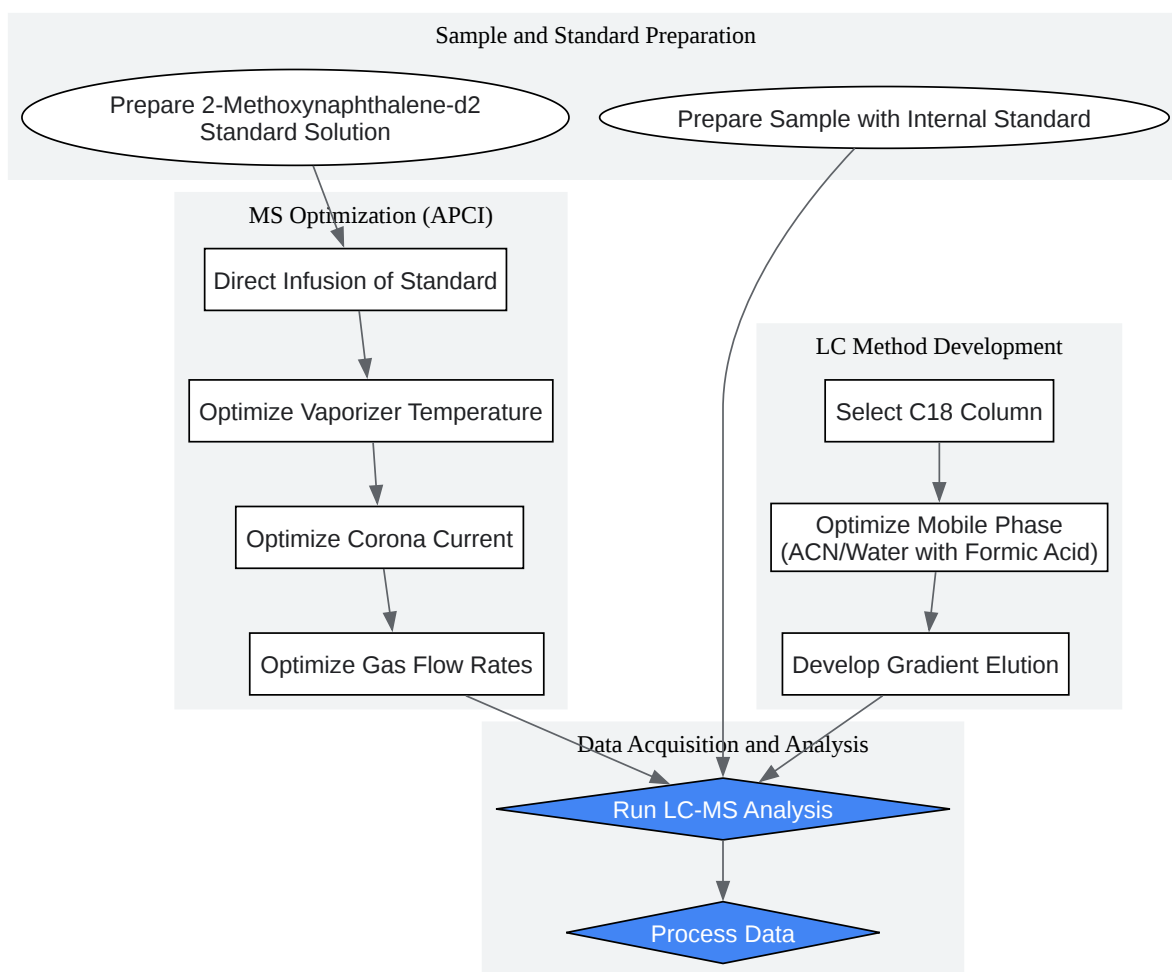 Sample and Standard Preparation
Prepare 2-Methoxynaphthalene-d2
Standard Solution
Prepare Sample with Internal Standard
MS Optimization (APCI)
Direct Infusion of Standard
Optimize Vaporizer Temperature
Optimize Corona Current
Optimize Gas Flow Rates
LC Method Development
Select C18 Column
Optimize Mobile Phase
(ACN/Water with Formic Acid)
Develop Gradient Elution
Data Acquisition and Analysis
Run LC-MS Analysis
Process Data